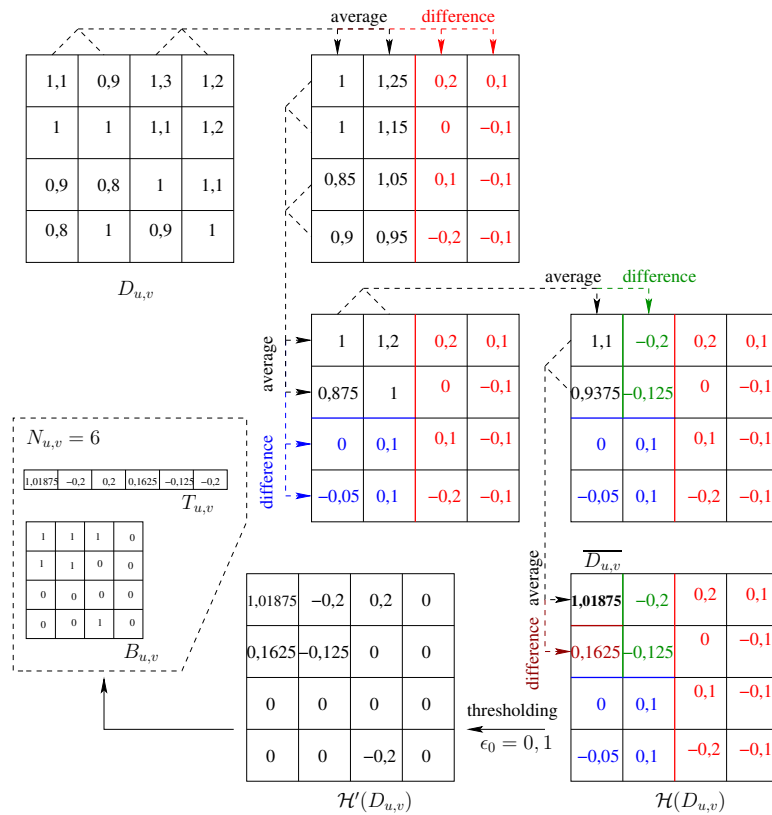 average difference
1,1 0,9 1,3 1,2
1 1 1,1 1,2
0,9 0,8 1 1,1
0,8 1 0,9 1
D_{u,v}
1 1,25 0,2 0,1
1 1,15 0 −0,1
0,85 1,05 0,1 −0,1
0,9 0,95 −0,2 −0,1
average difference
average
difference
1 1,2 0,2 0,1
0,875 1 0 −0,1
0 0,1 0,1 −0,1
−0,05 0,1 −0,2 −0,1
1,1 −0,2 0,2 0,1
0,9375 −0,125 0 −0,1
0 0,1 0,1 −0,1
−0,05 0,1 −0,2 −0,1
N_{u,v} = 6
1,01875 −0,2 0,2 0,1625 −0,125 −0,2
T_{u,v}
1 1 1 0
1 1 0 0
0 0 0 0
0 0 1 0
B_{u,v}
1,01875 −0,2 0,2 0
0,1625 −0,125 0 0
0 0 0 0
0 0 −0,2 0
H′(D_{u,v})
thresholding
ϵ_0 = 0, 1
average
difference
\overline{D_{u,v}}
1,01875 −0,2 0,2 0,1
0,1625 −0,125 0 −0,1
0 0,1 0,1 −0,1
−0,05 0,1 −0,2 −0,1
H(D_{u,v})